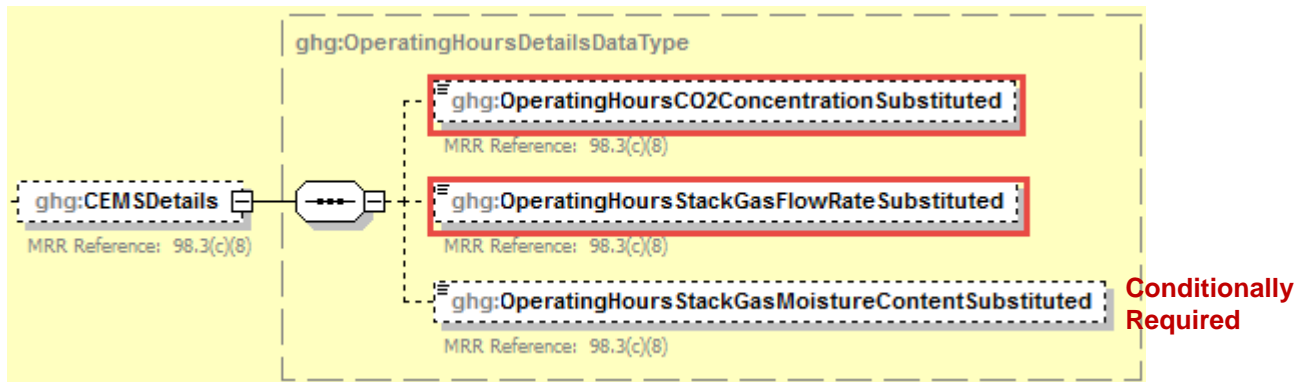 ghg:OperatingHoursDetailsDataType
ghg:OperatingHoursCO2ConcentrationSubstituted
MRR Reference: 98.3(c)(8)
ghg:CEMSDetails
MRR Reference: 98.3(c)(8)
ghg:OperatingHoursStackGasFlowRateSubstituted
MRR Reference: 98.3(c)(8)
ghg:OperatingHoursStackGasMoistureContentSubstituted
MRR Reference: 98.3(c)(8)
Conditionally
Required